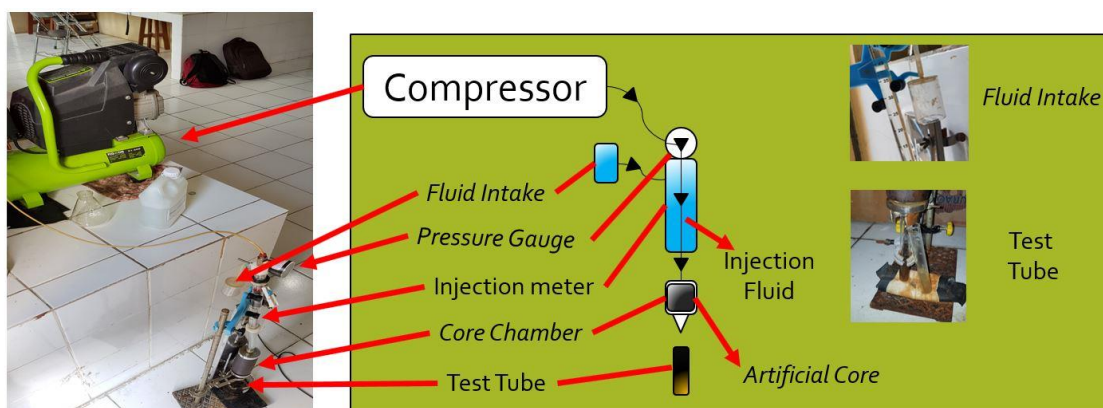 Compressor
Fluid Intake
Fluid Intake
Pressure Gauge
Injection meter
Injection
Fluid
Test
Tube
Core Chamber
Test Tube
Artificial Core